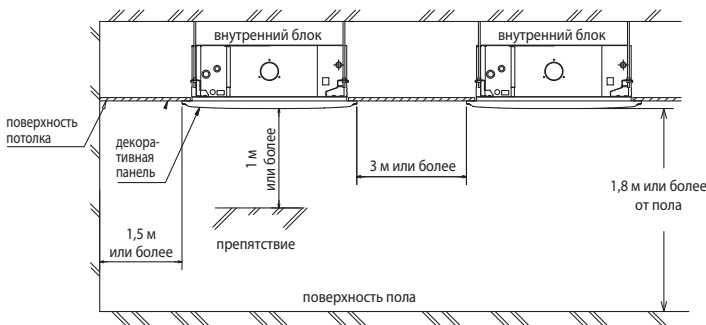 внутренний блок
внутренний блок
поверхность
потолка
декора-
тивная
панель
1 м
или более
3 м или более
1,8 м или более
от пола
1,5 м
или более
препятствие
поверхность пола